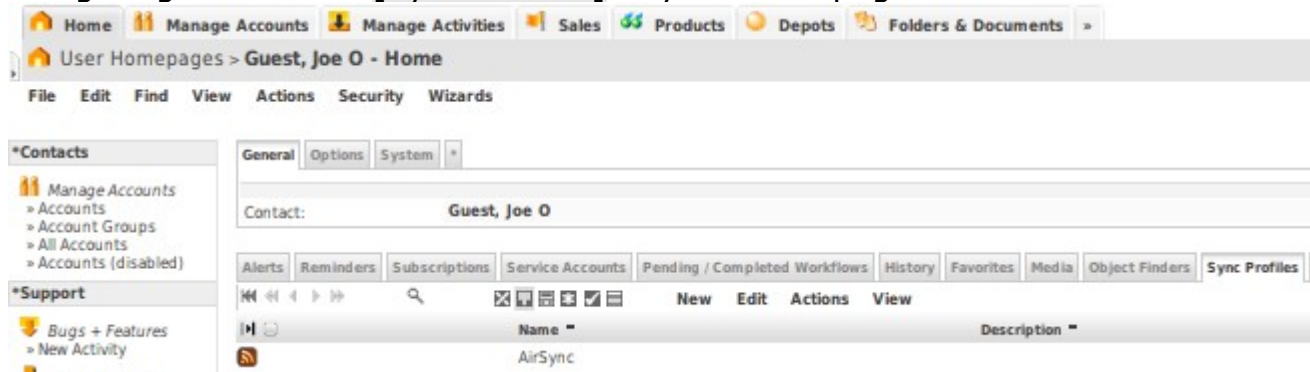 Home Manage Accounts Manage Activities Sales Products Depots Folders & Documents »
User Homepages > Guest, Joe O - Home
File Edit Find View Actions Security Wizards
*Contacts
General Options System *
Manage Accounts
» Accounts
Contact: Guest, Joe O
» Account Groups
» All Accounts
» Accounts (disabled)
Alerts Reminders Subscriptions Service Accounts Pending / Completed Workflows History Favorites Media Object Finders Sync Profiles
*Support
New Edit Actions View
Bugs + Features
Name Description
» New Activity
AirSync